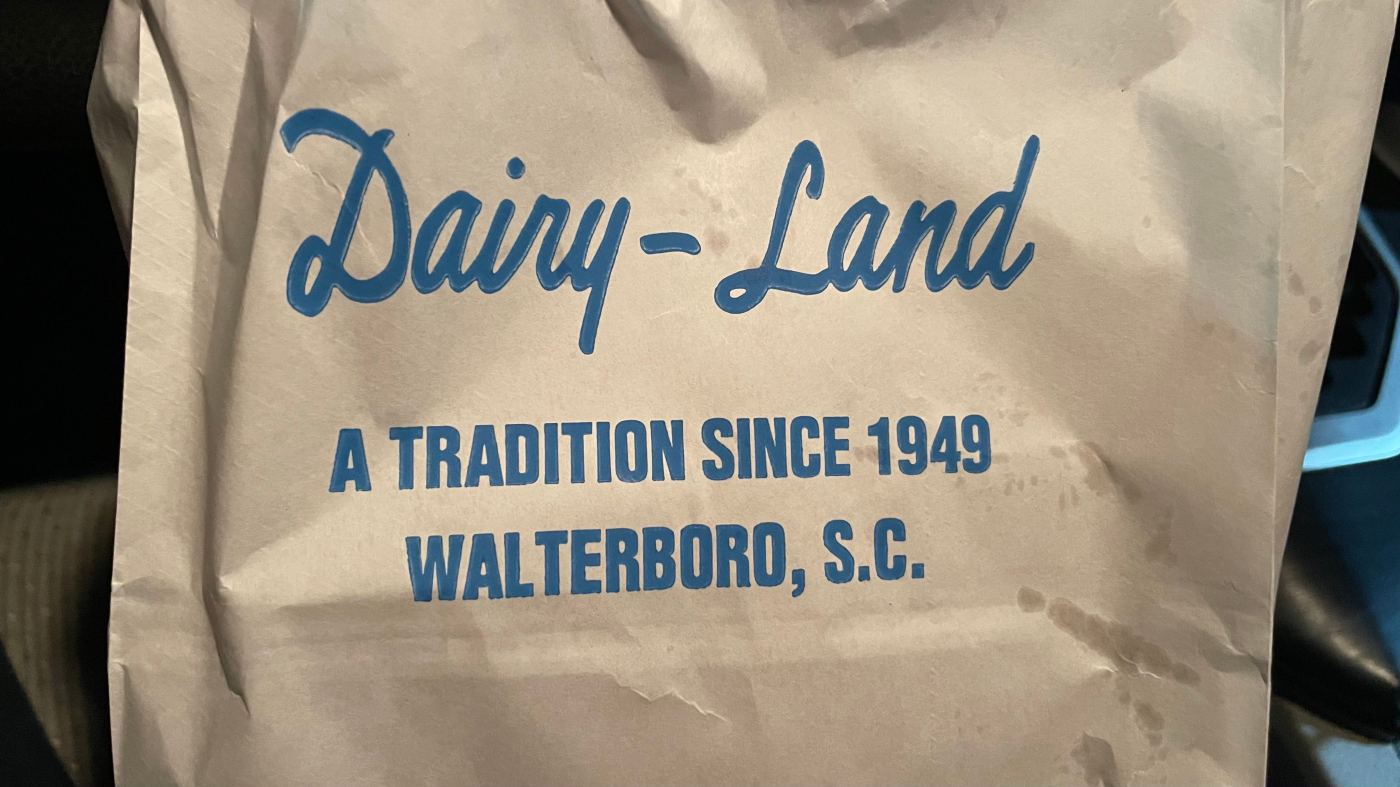 Dairy-Land
A TRADITION SINCE 1949
WALTERBORO, S.C.